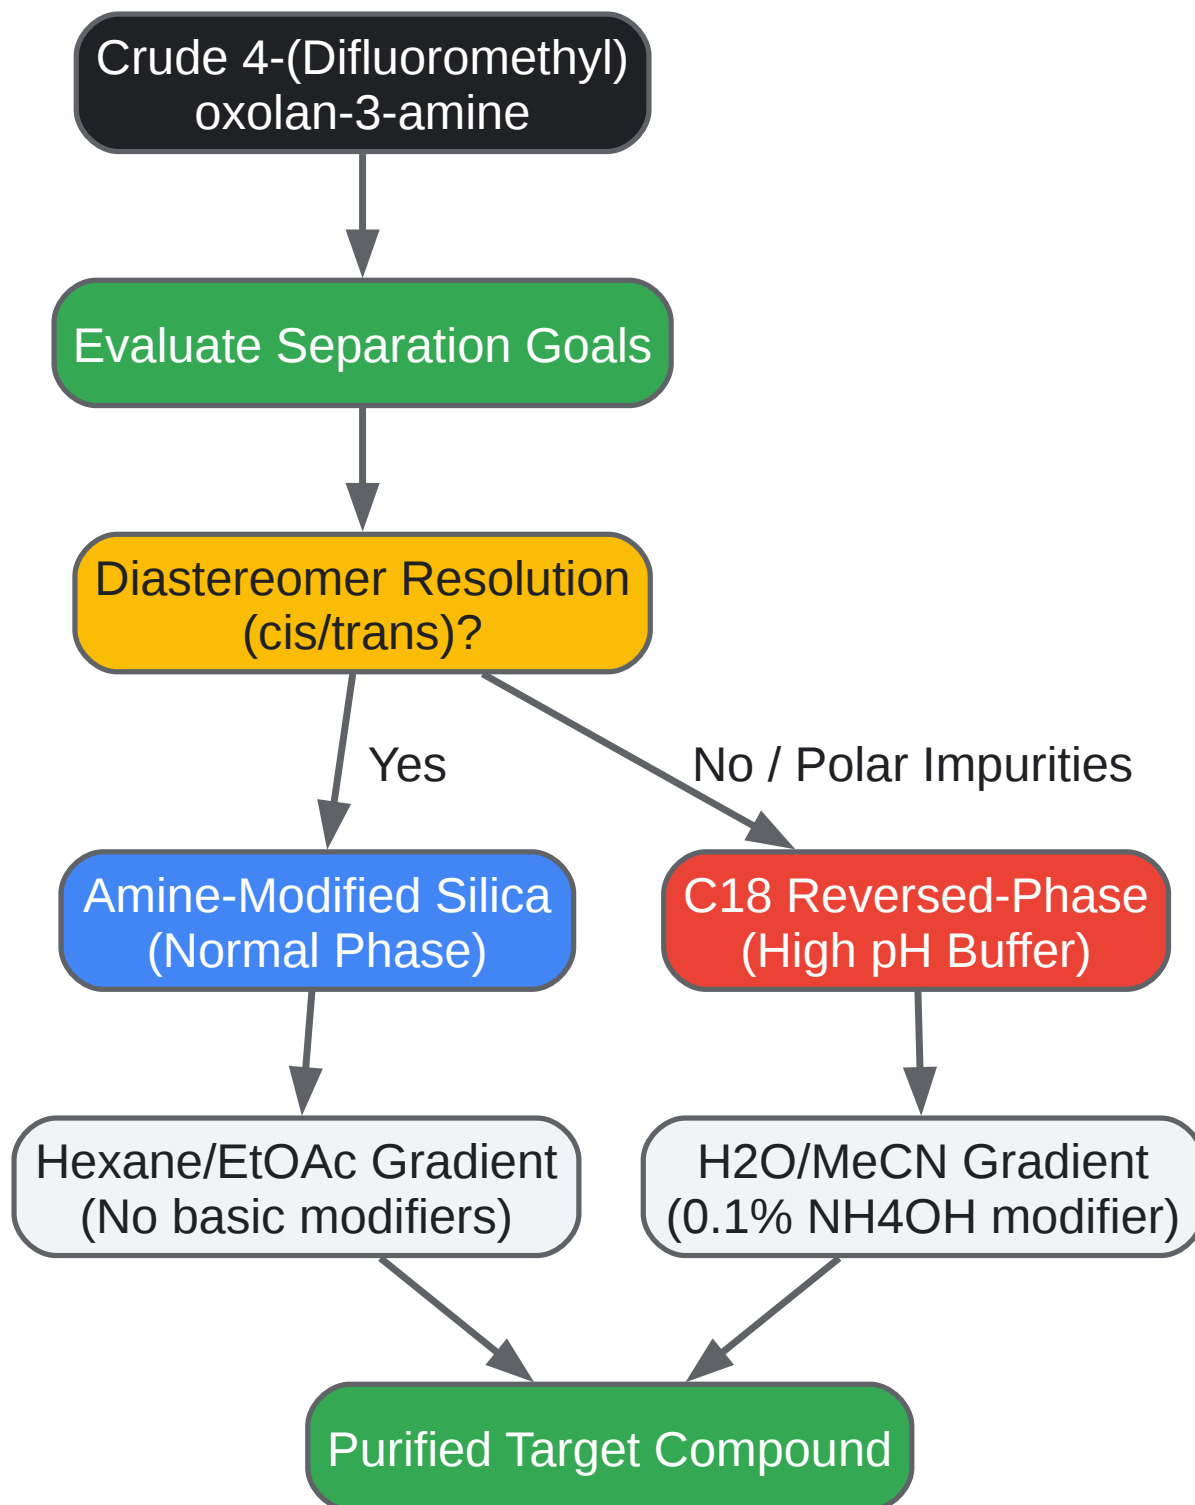 Crude 4-(Difluoromethyl)
oxolan-3-amine
Evaluate Separation Goals
Diastereomer Resolution
(cis/trans)?
Yes
No / Polar Impurities
Amine-Modified Silica
(Normal Phase)
C18 Reversed-Phase
(High pH Buffer)
Hexane/EtOAc Gradient
(No basic modifiers)
H2O/MeCN Gradient
(0.1% NH4OH modifier)
Purified Target Compound